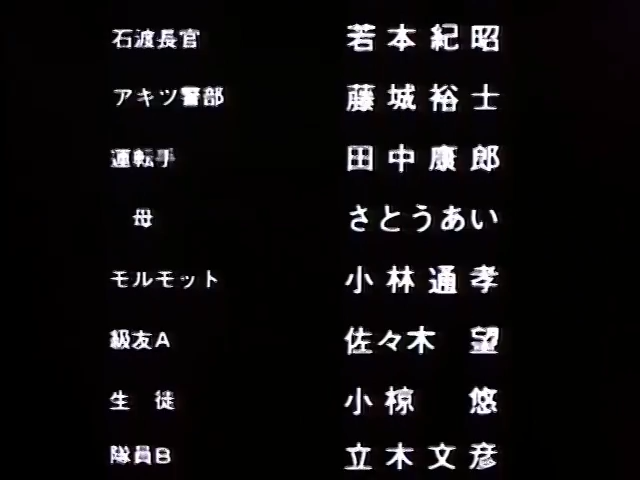 石渡長官 若本紀昭
アキツ警部 藤城裕士
運転手 田中康郎
母 さとうあい
モルモット 小林通孝
級友A 佐々木 望
生 徒 小椋 悠
隊員B 立木文彦